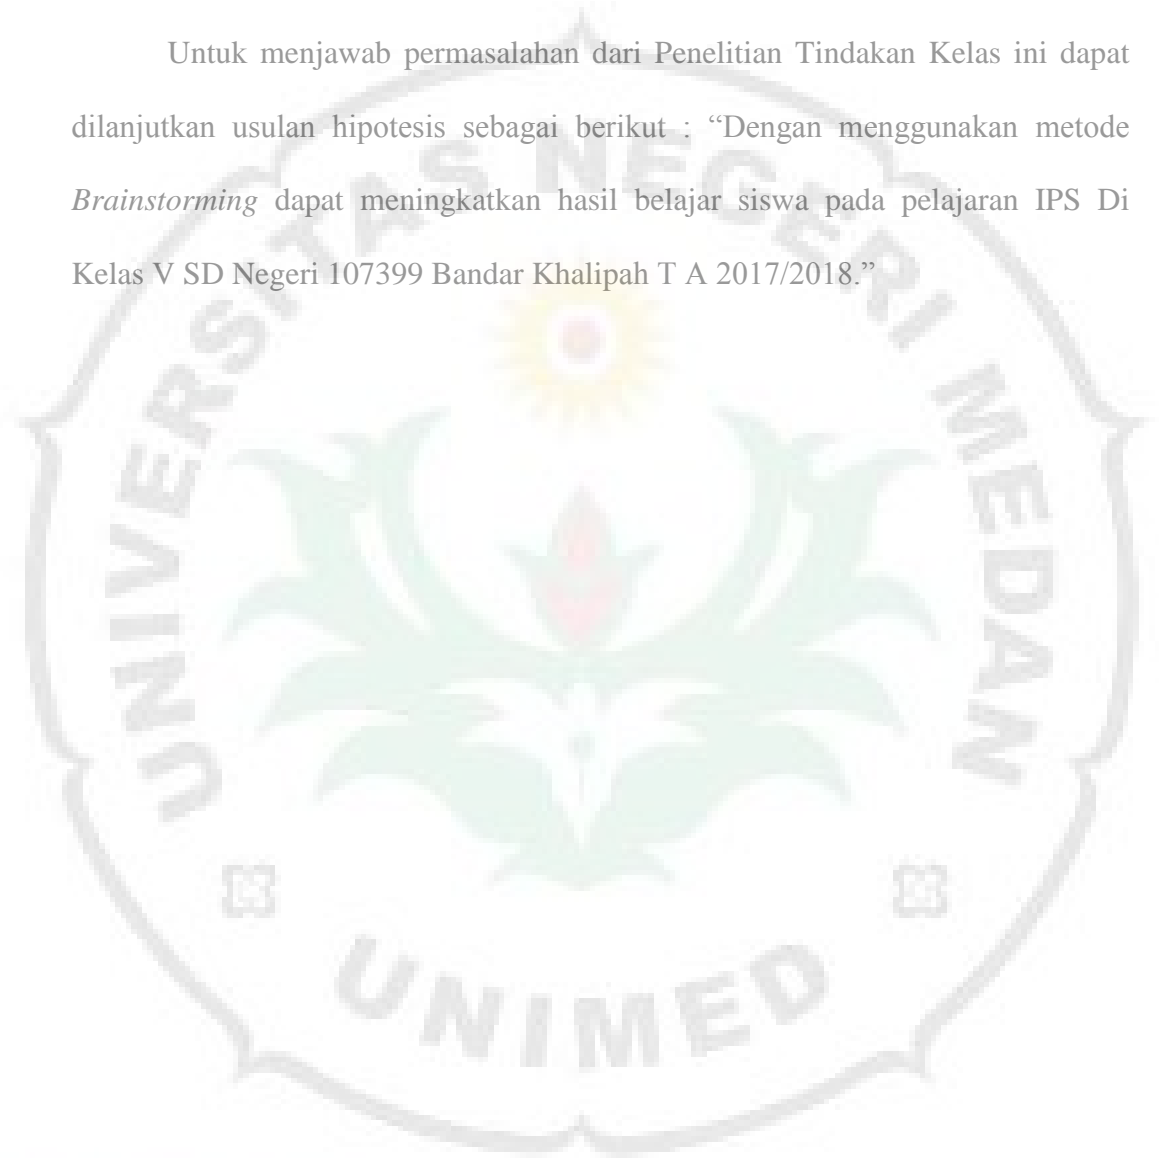 Untuk menjawab permasalahan dari Penelitian Tindakan Kelas ini dapat
dilanjutkan usulan hipotesis sebagai berikut : “Dengan menggunakan metode
Brainstorming dapat meningkatkan hasil belajar siswa pada pelajaran IPS Di
Kelas V SD Negeri 107399 Bandar Khalipah T A 2017/2018.”
UNIVERSITAS NEGERI MEDAN
UNIMED